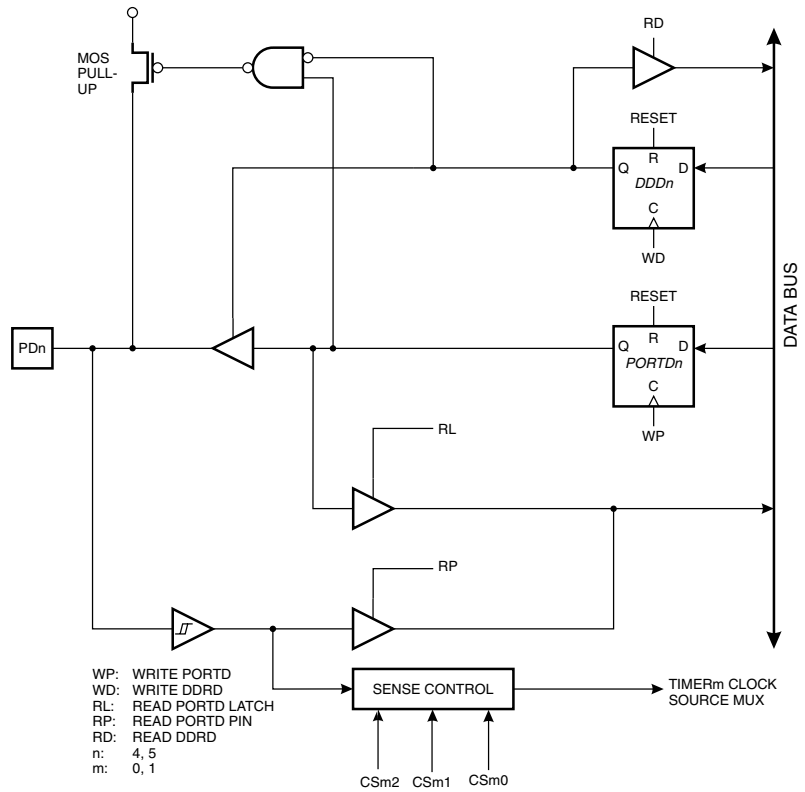 RD
MOS
PULL-
UP
RESET
R
Q
D
DDDn
C
WD
DATA BUS
RESET
R
PDn
Q
D
PORTDn
C
WP
RL
RP
WP: WRITE PORTD
WD: WRITE DDRD
RL: READ PORTD LATCH
RP: READ PORTD PIN
RD: READ DDRD
n: 4, 5
m: 0, 1
SENSE CONTROL
TIMERm CLOCK
SOURCE MUX
CSm2
CSm1
CSm0